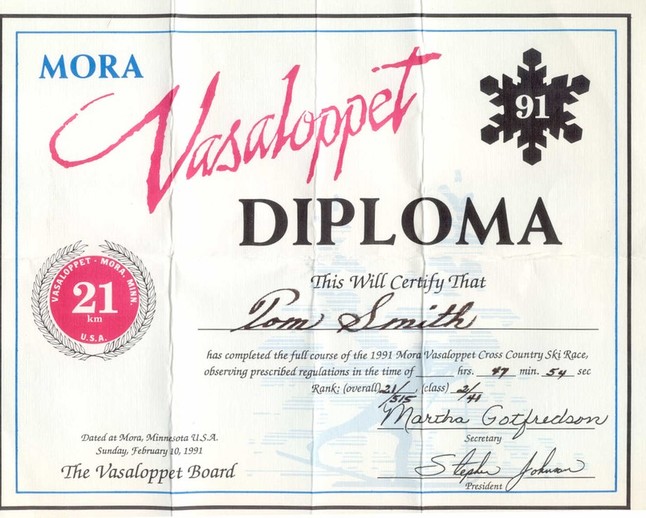 MORA
Vasaloppet
91
DIPLOMA
VASALOPPET - MORA, MINN.
21
km
U.S.A.
This Will Certify That
Tom Smith
has completed the full course of the 1991 Mora Vasaloppet Cross Country Ski Race,
observing prescribed regulations in the time of ____ hrs. 47 min. 54 sec
Rank: (overall) 21/515, (class) 2/41
Martha Gotfredson
Secretary
Dated at Mora, Minnesota U.S.A.
Sunday, February 10, 1991
The Vasaloppet Board
Stephen Johnson
President